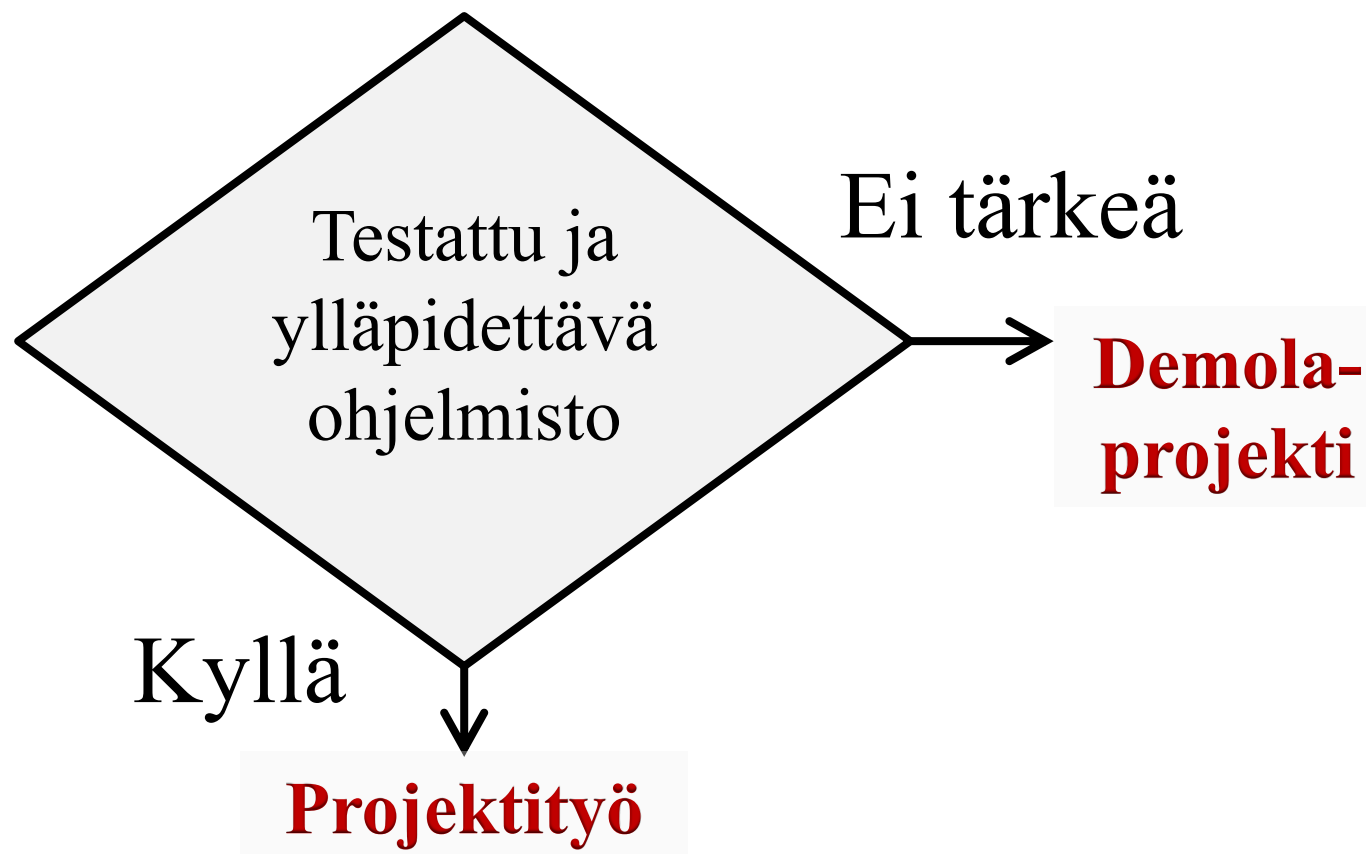 Testattu ja
ylläpidettävä
ohjelmisto
Ei tärkeä
Demola-
projekti
Kyllä
Projektityö